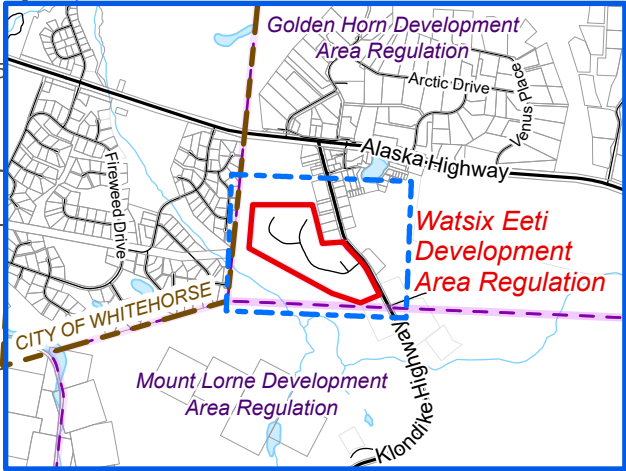 Golden Horn Development
Area Regulation
Arctic Drive
Venus Place
Alaska Highway
Fireweed Drive
Watsix Eeti
Development
Area Regulation
CITY OF WHITEHORSE
Mount Lorne Development
Area Regulation
Klondike Highway